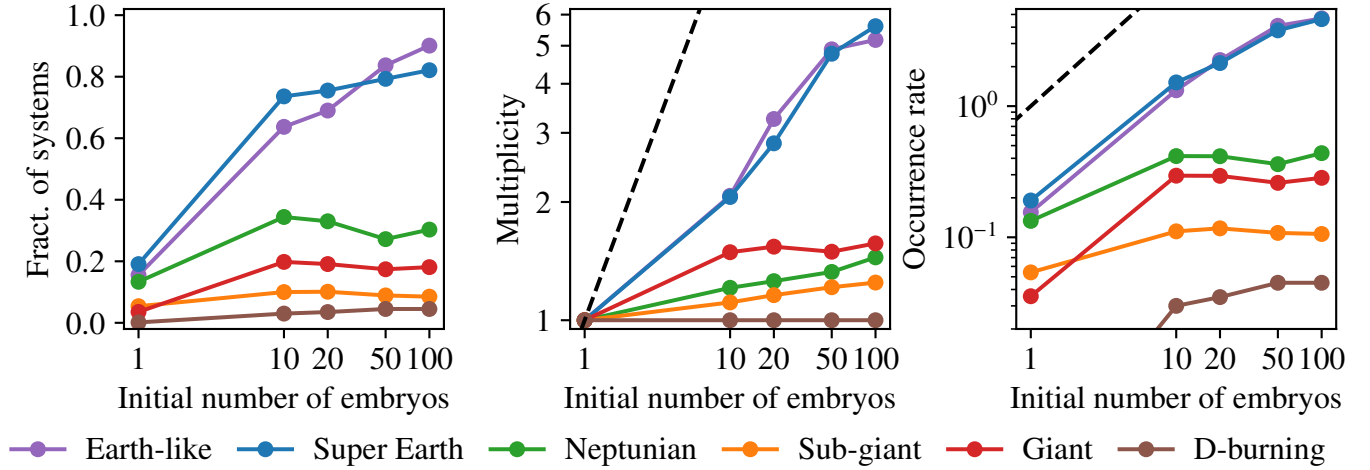 Fract. of systems
1.0
0.8
0.6
0.4
0.2
0.0
1 10 20 50 100
Initial number of embryos
Multiplicity
6
5
4
3
2
1
1 10 20 50 100
Initial number of embryos
Occurrence rate
10⁰
10⁻¹
1 10 20 50 100
Initial number of embryos
Earth-like Super Earth Neptunian Sub-giant Giant D-burning